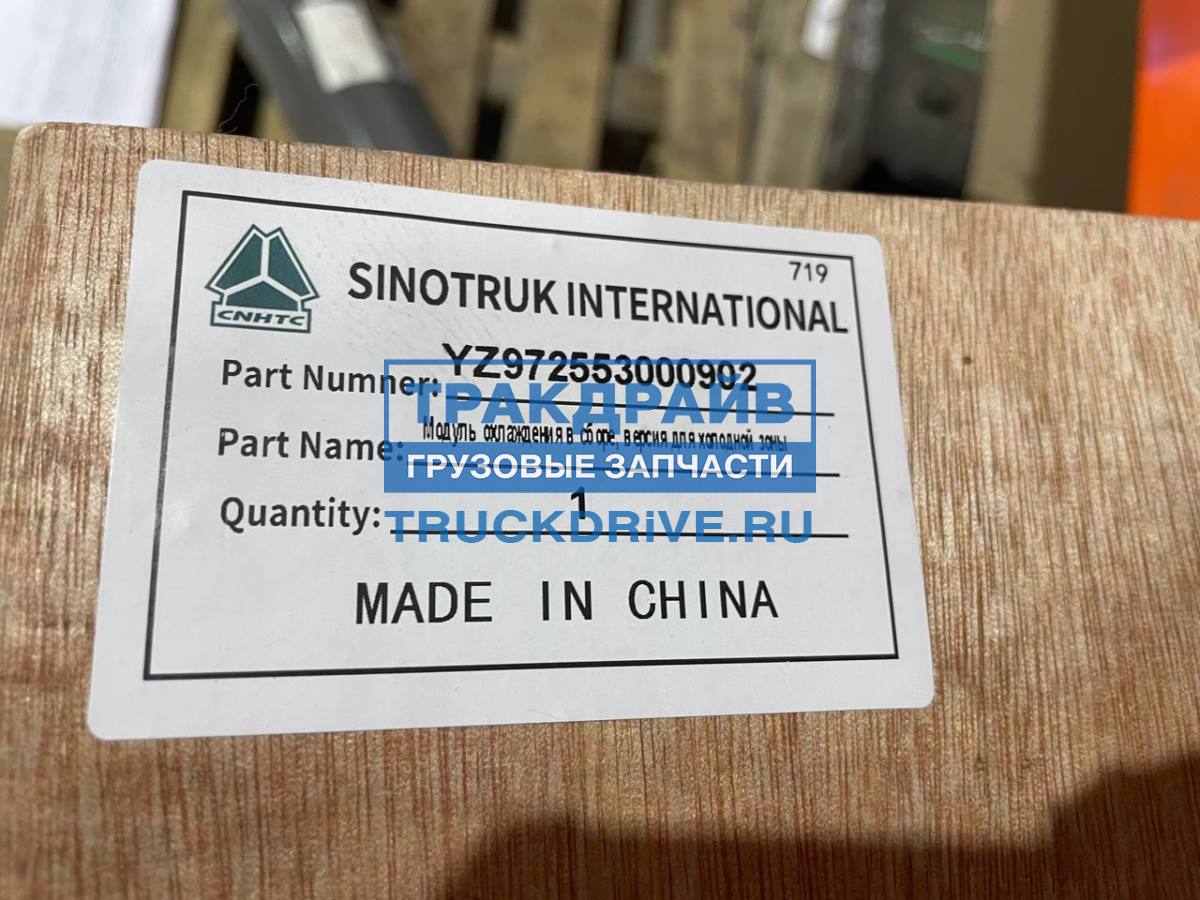 719
CNHTC
SINOTRUK INTERNATIONAL
Part Numner: YZ972553000902
Part Name: Модуль охлаждения в сборе, версия для холодной зоны
Quantity: 1
MADE IN CHINA
ТРАКДРАЙВ
ГРУЗОВЫЕ ЗАПЧАСТИ
TRUCKDRiVE.RU